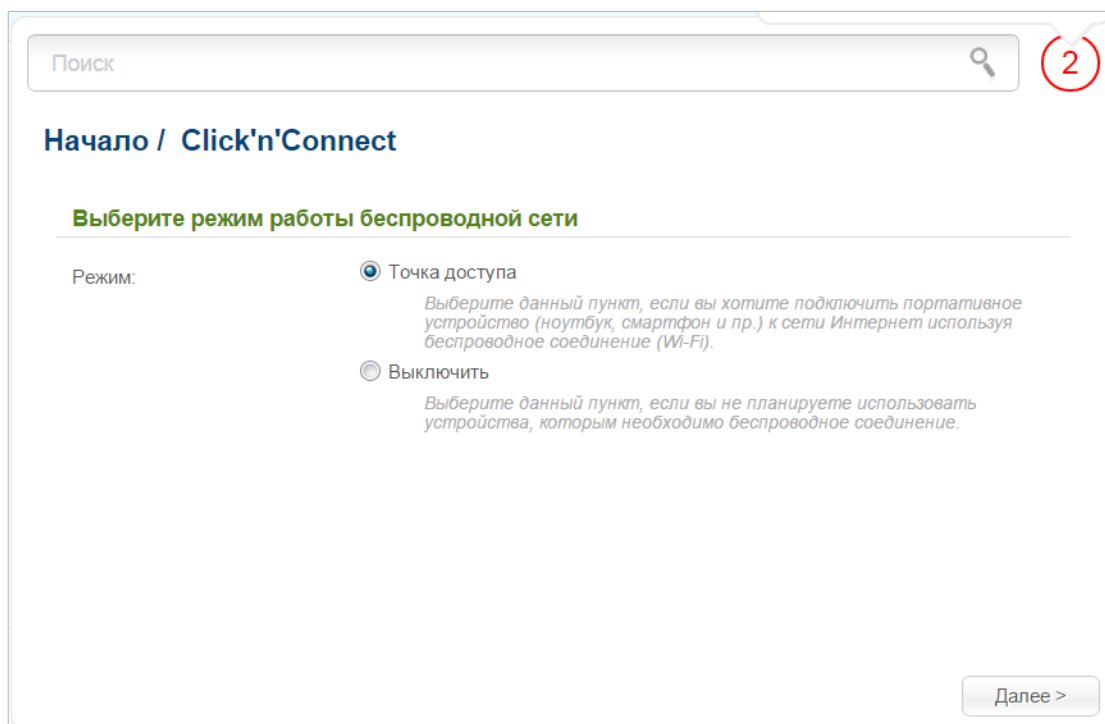 Поиск
2
Начало / Click'n'Connect
Выберите режим работы беспроводной сети
Режим:
Точка доступа
Выберите данный пункт, если вы хотите подключить портативное
устройство (ноутбук, смартфон и пр.) к сети Интернет используя
беспроводное соединение (Wi-Fi).
Выключить
Выберите данный пункт, если вы не планируете использовать
устройства, которым необходимо беспроводное соединение.
Далее >